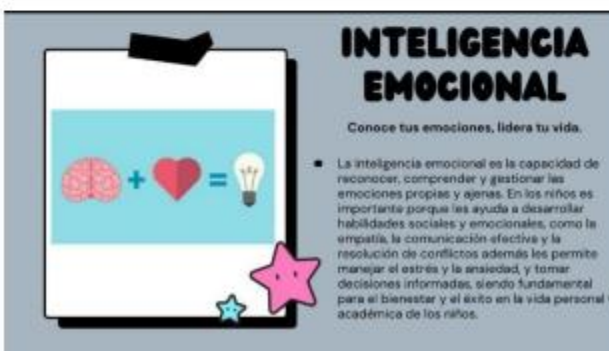 INTELIGENCIA
EMOCIONAL
Conoce tus emociones, lidera tu vida.
La inteligencia emocional es la capacidad de
reconocer, comprender y gestionar las
emociones propias y ajenas. En los niños es
importante porque les ayuda a desarrollar
habilidades sociales y emocionales, como la
empatía, la comunicación efectiva y la
resolución de conflictos además les permite
manejar el estrés y la ansiedad, y tomar
decisiones informadas, siendo fundamental
para el bienestar y el éxito en la vida personal
académica de los niños.